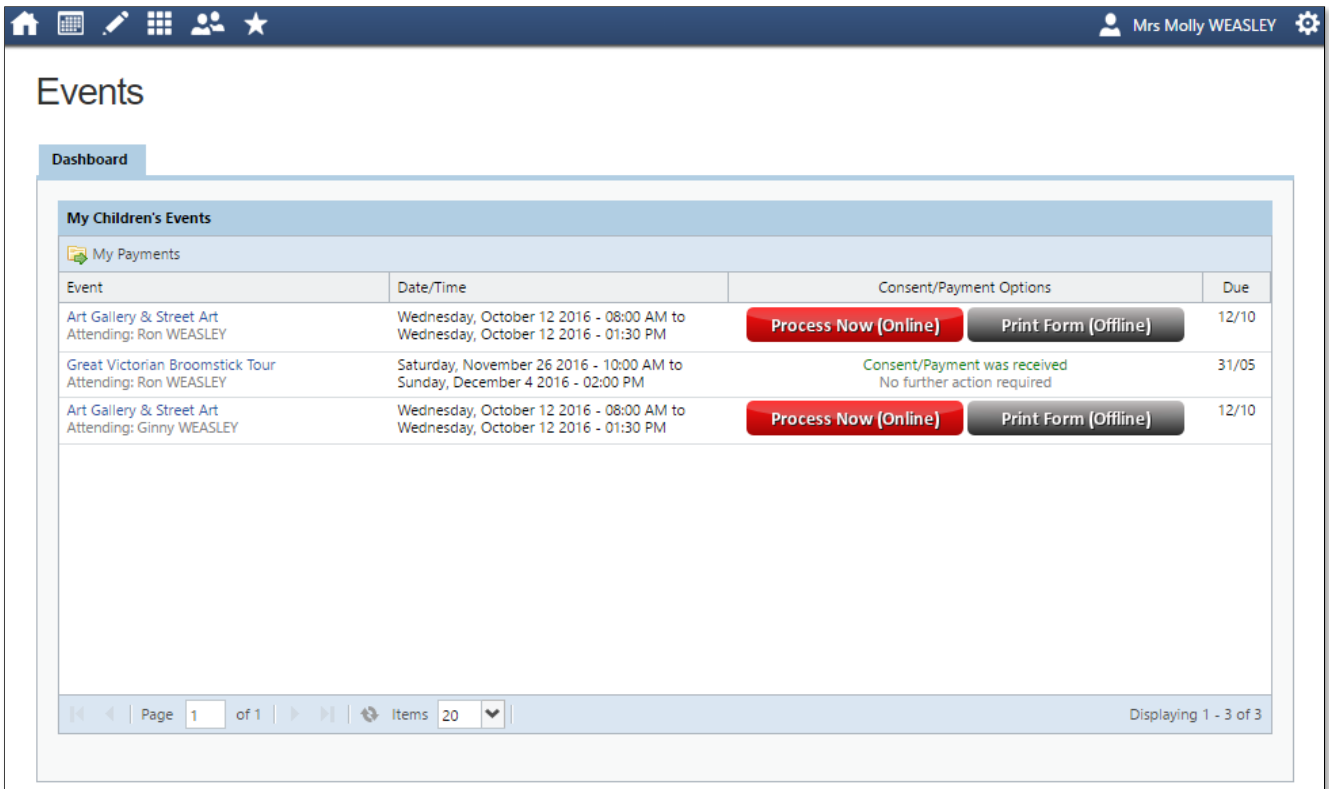 Mrs Molly WEASLEY
Events
Dashboard
My Children's Events
My Payments
Event Date/Time Consent/Payment Options Due
Art Gallery & Street Art Wednesday, October 12 2016 - 08:00 AM to Process Now (Online) Print Form (Offline) 12/10
Attending: Ron WEASLEY Wednesday, October 12 2016 - 01:30 PM
Great Victorian Broomstick Tour Saturday, November 26 2016 - 10:00 AM to Consent/Payment was received 31/05
Attending: Ron WEASLEY Sunday, December 4 2016 - 02:00 PM No further action required
Art Gallery & Street Art Wednesday, October 12 2016 - 08:00 AM to Process Now (Online) Print Form (Offline) 12/10
Attending: Ginny WEASLEY Wednesday, October 12 2016 - 01:30 PM
Page 1 of 1 Items 20 Displaying 1 - 3 of 3